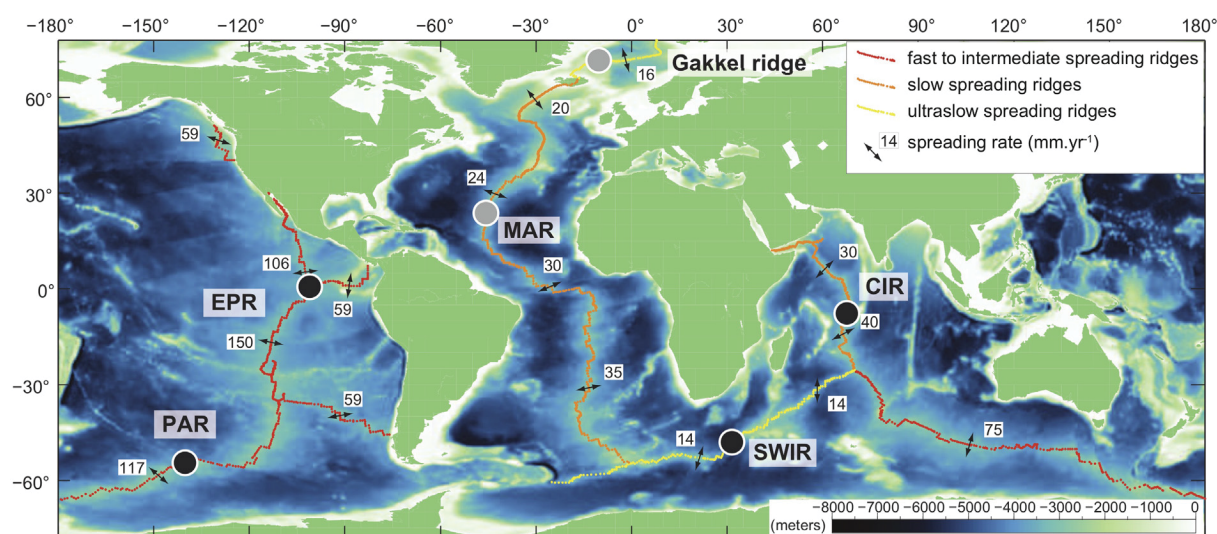 −180° −150° −120° −90° −60° −30° 0 30° 60° 90° 120° 150° 180°
fast to intermediate spreading ridges
slow spreading ridges
ultraslow spreading ridges
14 spreading rate (mm.yr⁻¹)
Gakkel ridge
16
60°
20
59
30°
24
MAR
106
30
30
0°
EPR
59
CIR
40
150
−30°
35
59
14
PAR
14
75
SWIR
117
−60°
−8000 −7000 −6000 −5000 −4000 −3000 −2000 −1000 0
(meters)